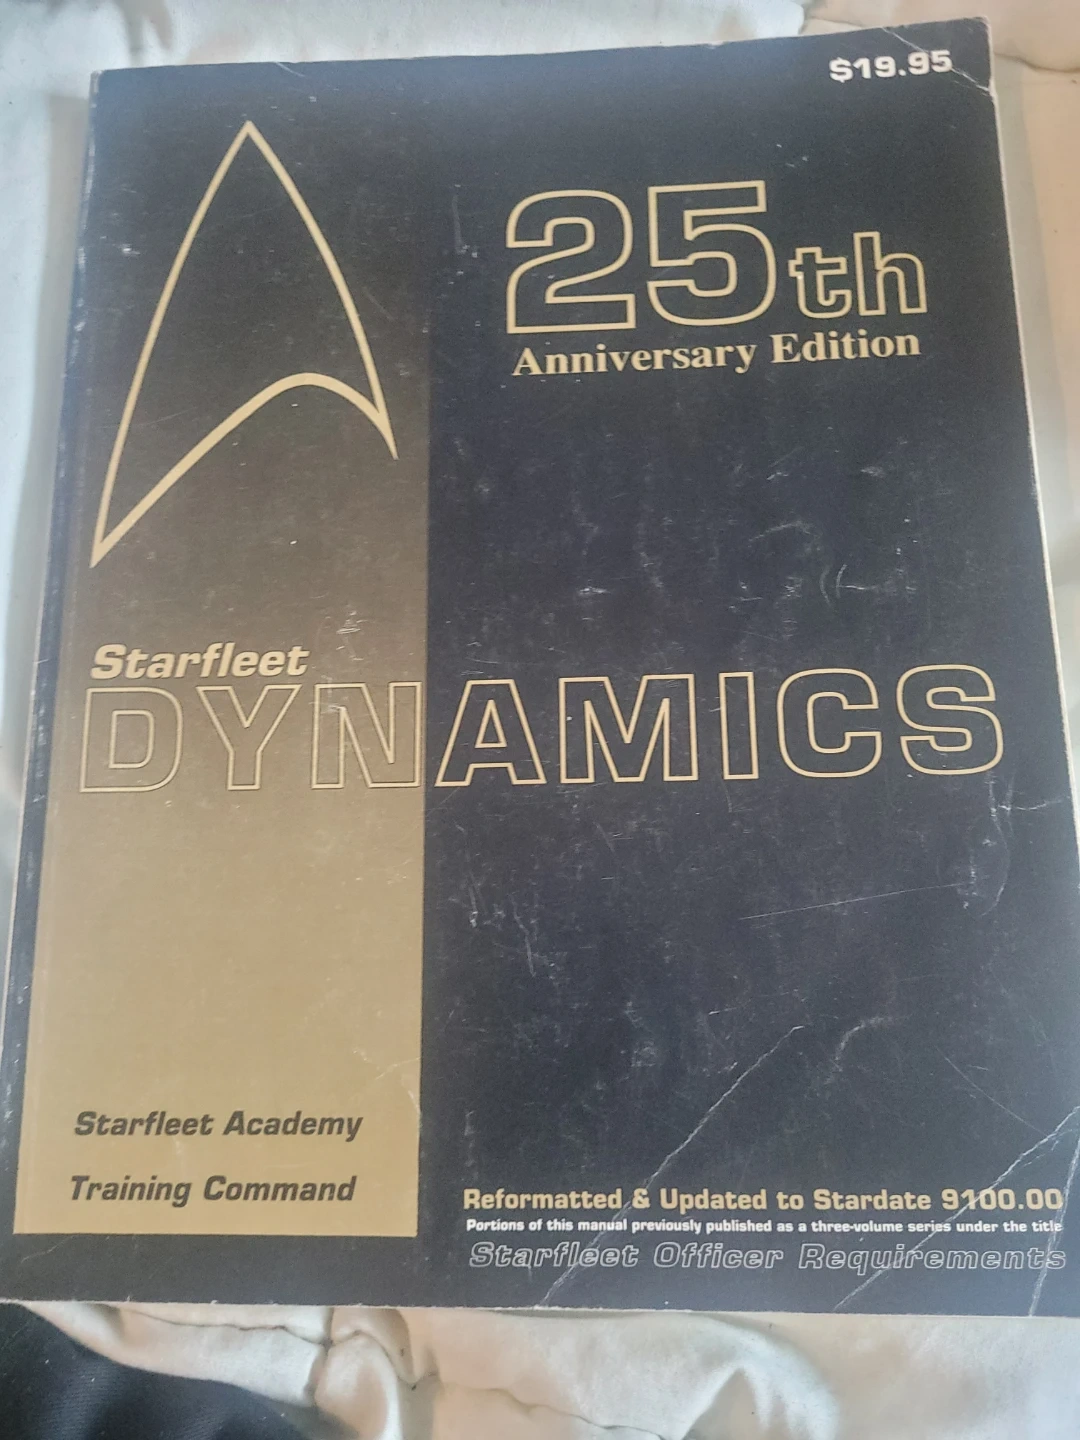 $19.95
25th
Anniversary Edition
Starfleet
DYNAMICS
Starfleet Academy
Training Command
Reformatted & Updated to Stardate 9100.00
Portions of this manual previously published as a three-volume series under the title
Starfleet Officer Requirements